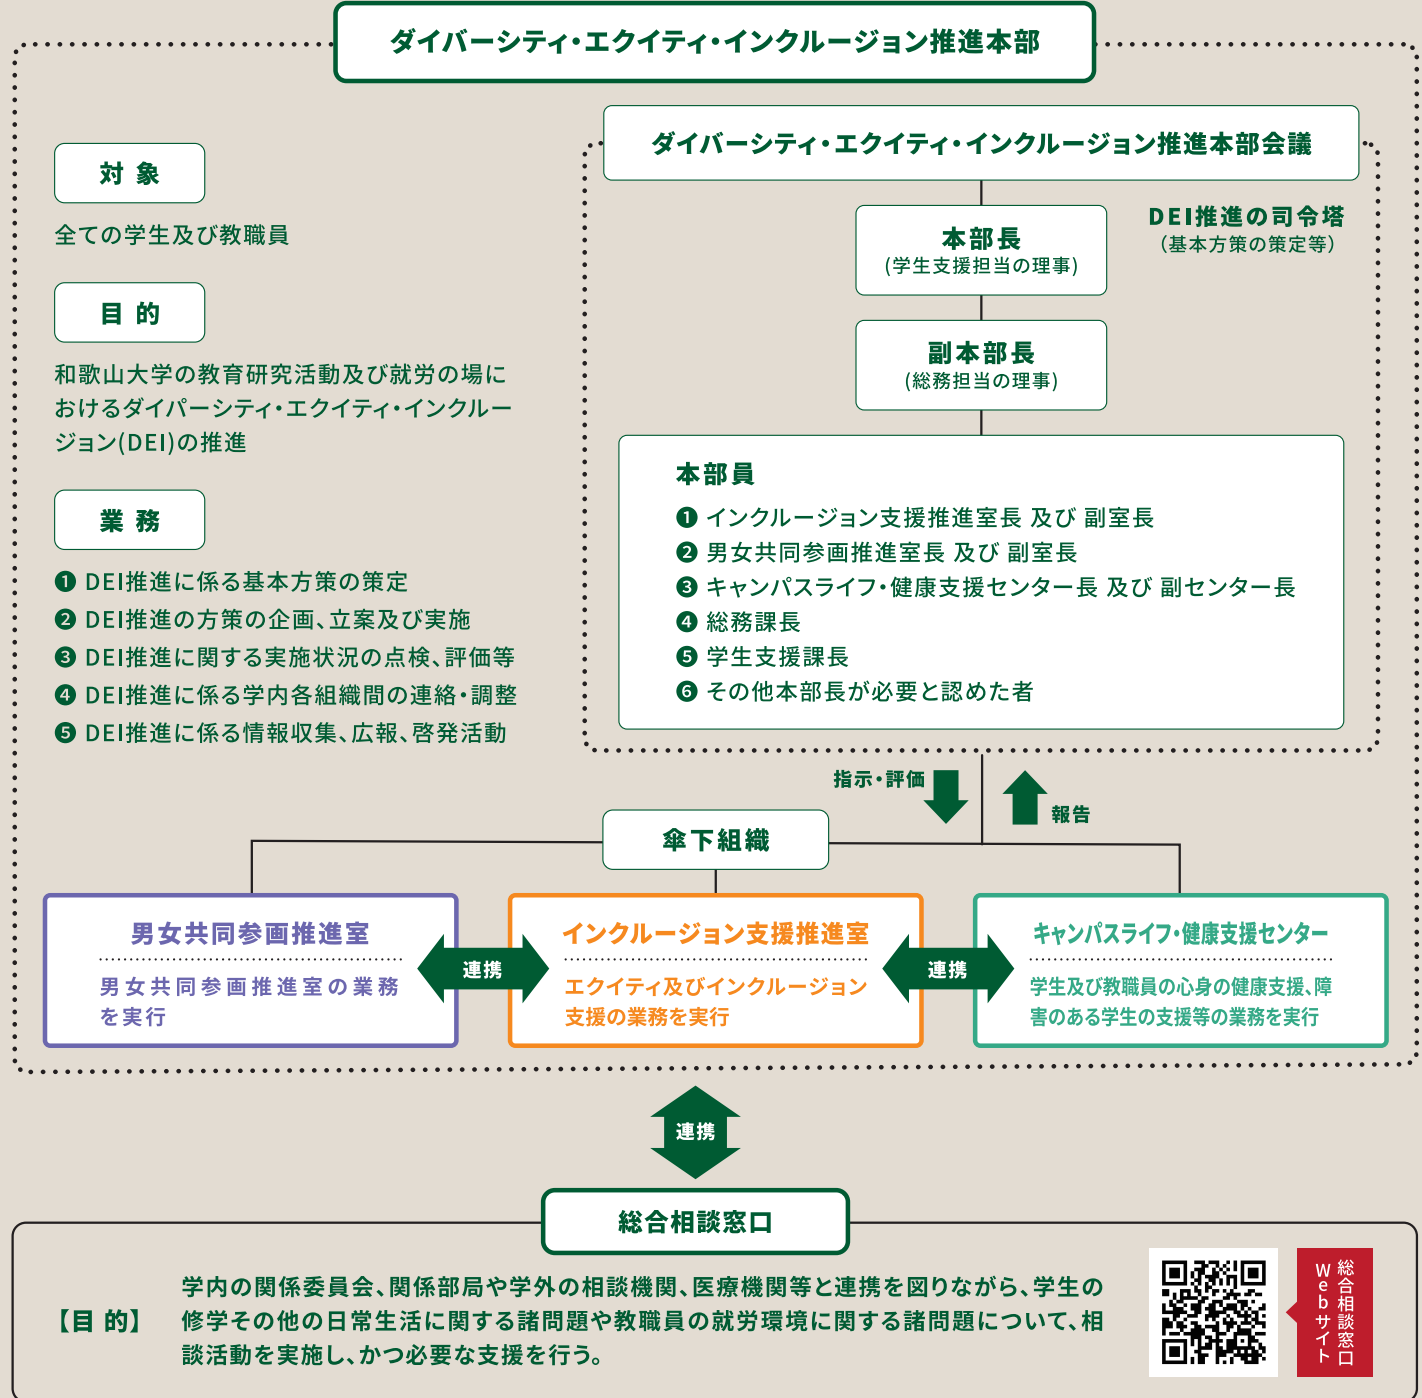 ダイバーシティ・エクイティ・インクルージョン推進本部
対象
全ての学生及び教職員
目的
和歌山大学の教育研究活動及び就労の場に
おけるダイバーシティ・エクイティ・インクルー
ジョン(DEI)の推進
業務
❶ DEI推進に係る基本方策の策定
❷ DEI推進の方策の企画、立案及び実施
❸ DEI推進に関する実施状況の点検、評価等
❹ DEI推進に係る学内各組織間の連絡・調整
❺ DEI推進に係る情報収集、広報、啓発活動
ダイバーシティ・エクイティ・インクルージョン推進本部会議
DEI推進の司令塔
（基本方策の策定等）
本部長
(学生支援担当の理事)
副本部長
(総務担当の理事)
本部員
❶ インクルージョン支援推進室長 及び 副室長
❷ 男女共同参画推進室長 及び 副室長
❸ キャンパスライフ・健康支援センター長 及び 副センター長
❹ 総務課長
❺ 学生支援課長
❻ その他本部長が必要と認めた者
指示・評価
報告
傘下組織
男女共同参画推進室
男女共同参画推進室の業務
を実行
連携
インクルージョン支援推進室
エクイティ及びインクルージョン
支援の業務を実行
連携
キャンパスライフ・健康支援センター
学生及び教職員の心身の健康支援、障
害のある学生の支援等の業務を実行
連携
総合相談窓口
【目的】
学内の関係委員会、関係部局や学外の相談機関、医療機関等と連携を図りながら、学生の
修学その他の日常生活に関する諸問題や教職員の就労環境に関する諸問題について、相
談活動を実施し、かつ必要な支援を行う。
総合相談窓口
Webサイト